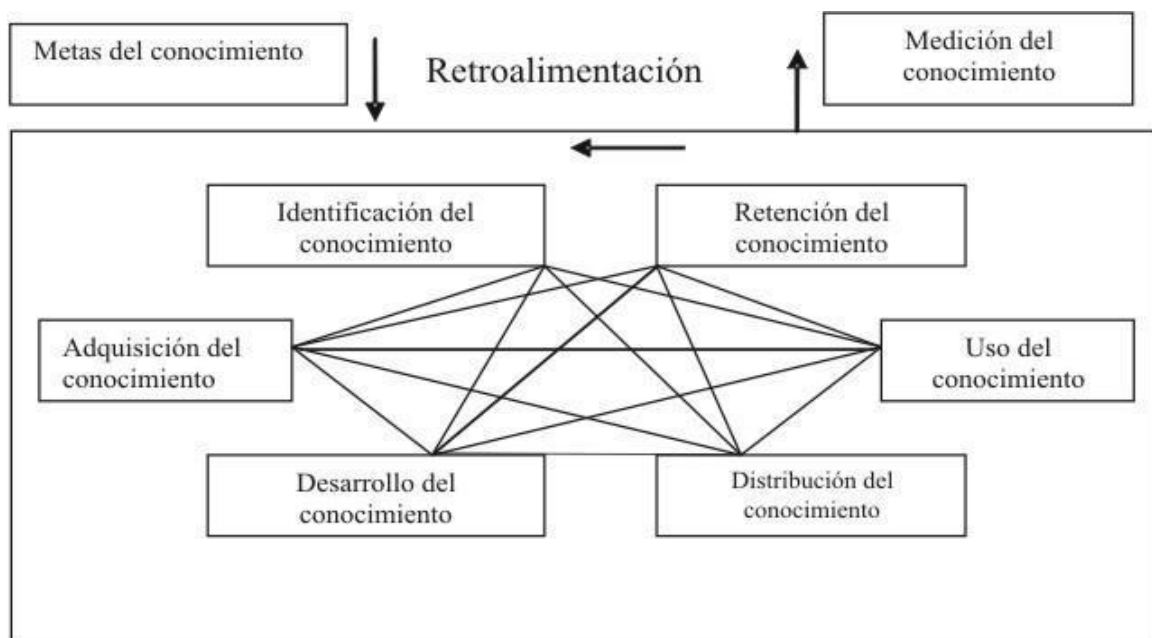 Metas del conocimiento
Retroalimentación
Medición del
conocimiento
Identificación del
conocimiento
Retención del
conocimiento
Adquisición del
conocimiento
Uso del
conocimiento
Desarrollo del
conocimiento
Distribución del
conocimiento